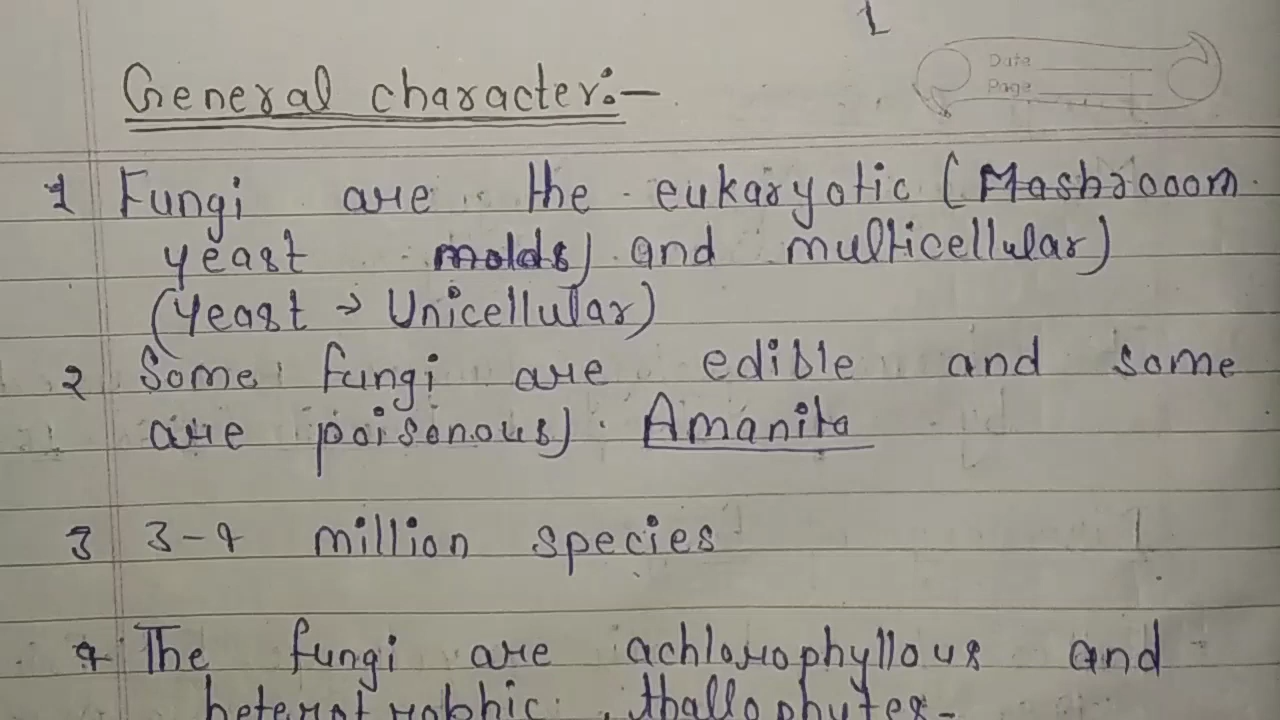 1
Date
Page
General character:-
1 Fungi are the eukaryotic (Mashrooom
yeast molds) and multicellular)
(Yeast → Unicellular)
2 Some fungi are edible and some
are poisonous). Amanita
3 3-4 million species
4 The fungi are achlorophyllous and
heterotrophic, thallophytes-